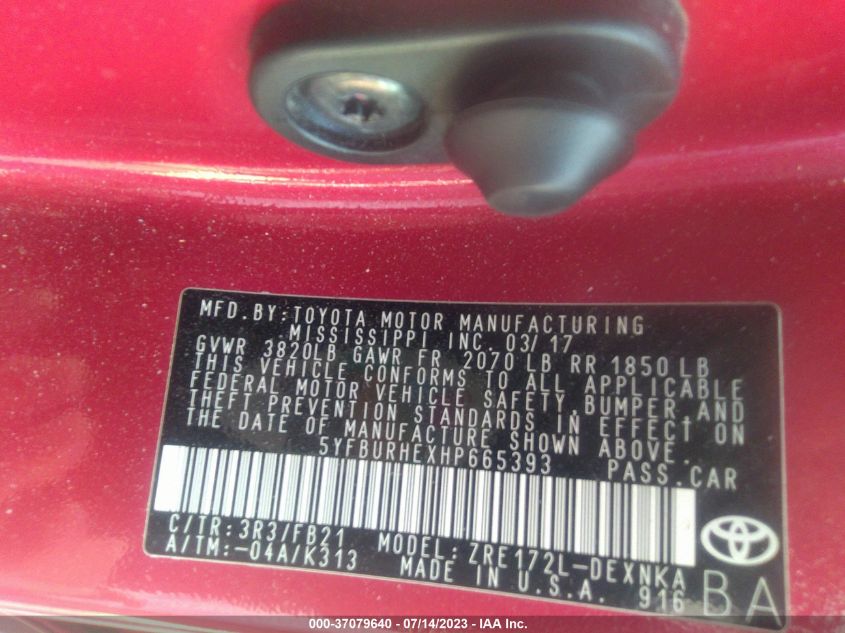 MFD.BY:TOYOTA MOTOR MANUFACTURING
MISSISSIPPI INC. 03/17
GVWR 3820LB GAWR FR 2070 LB RR 1850 LB
THIS VEHICLE CONFORMS TO ALL APPLICABLE
FEDERAL MOTOR VEHICLE SAFETY,BUMPER,AND
THEFT PREVENTION STANDARDS IN EFFECT ON
THE DATE OF MANUFACTURE SHOWN ABOVE.
5YFBURHEXHP665393 PASS.CAR
C/TR:3R3/FB21 MODEL:ZRE172L-DEXNKA
A/TM:-04A/K313 MADE IN U.S.A. 916
BA
000-37079640 - 07/14/2023 - IAA Inc.